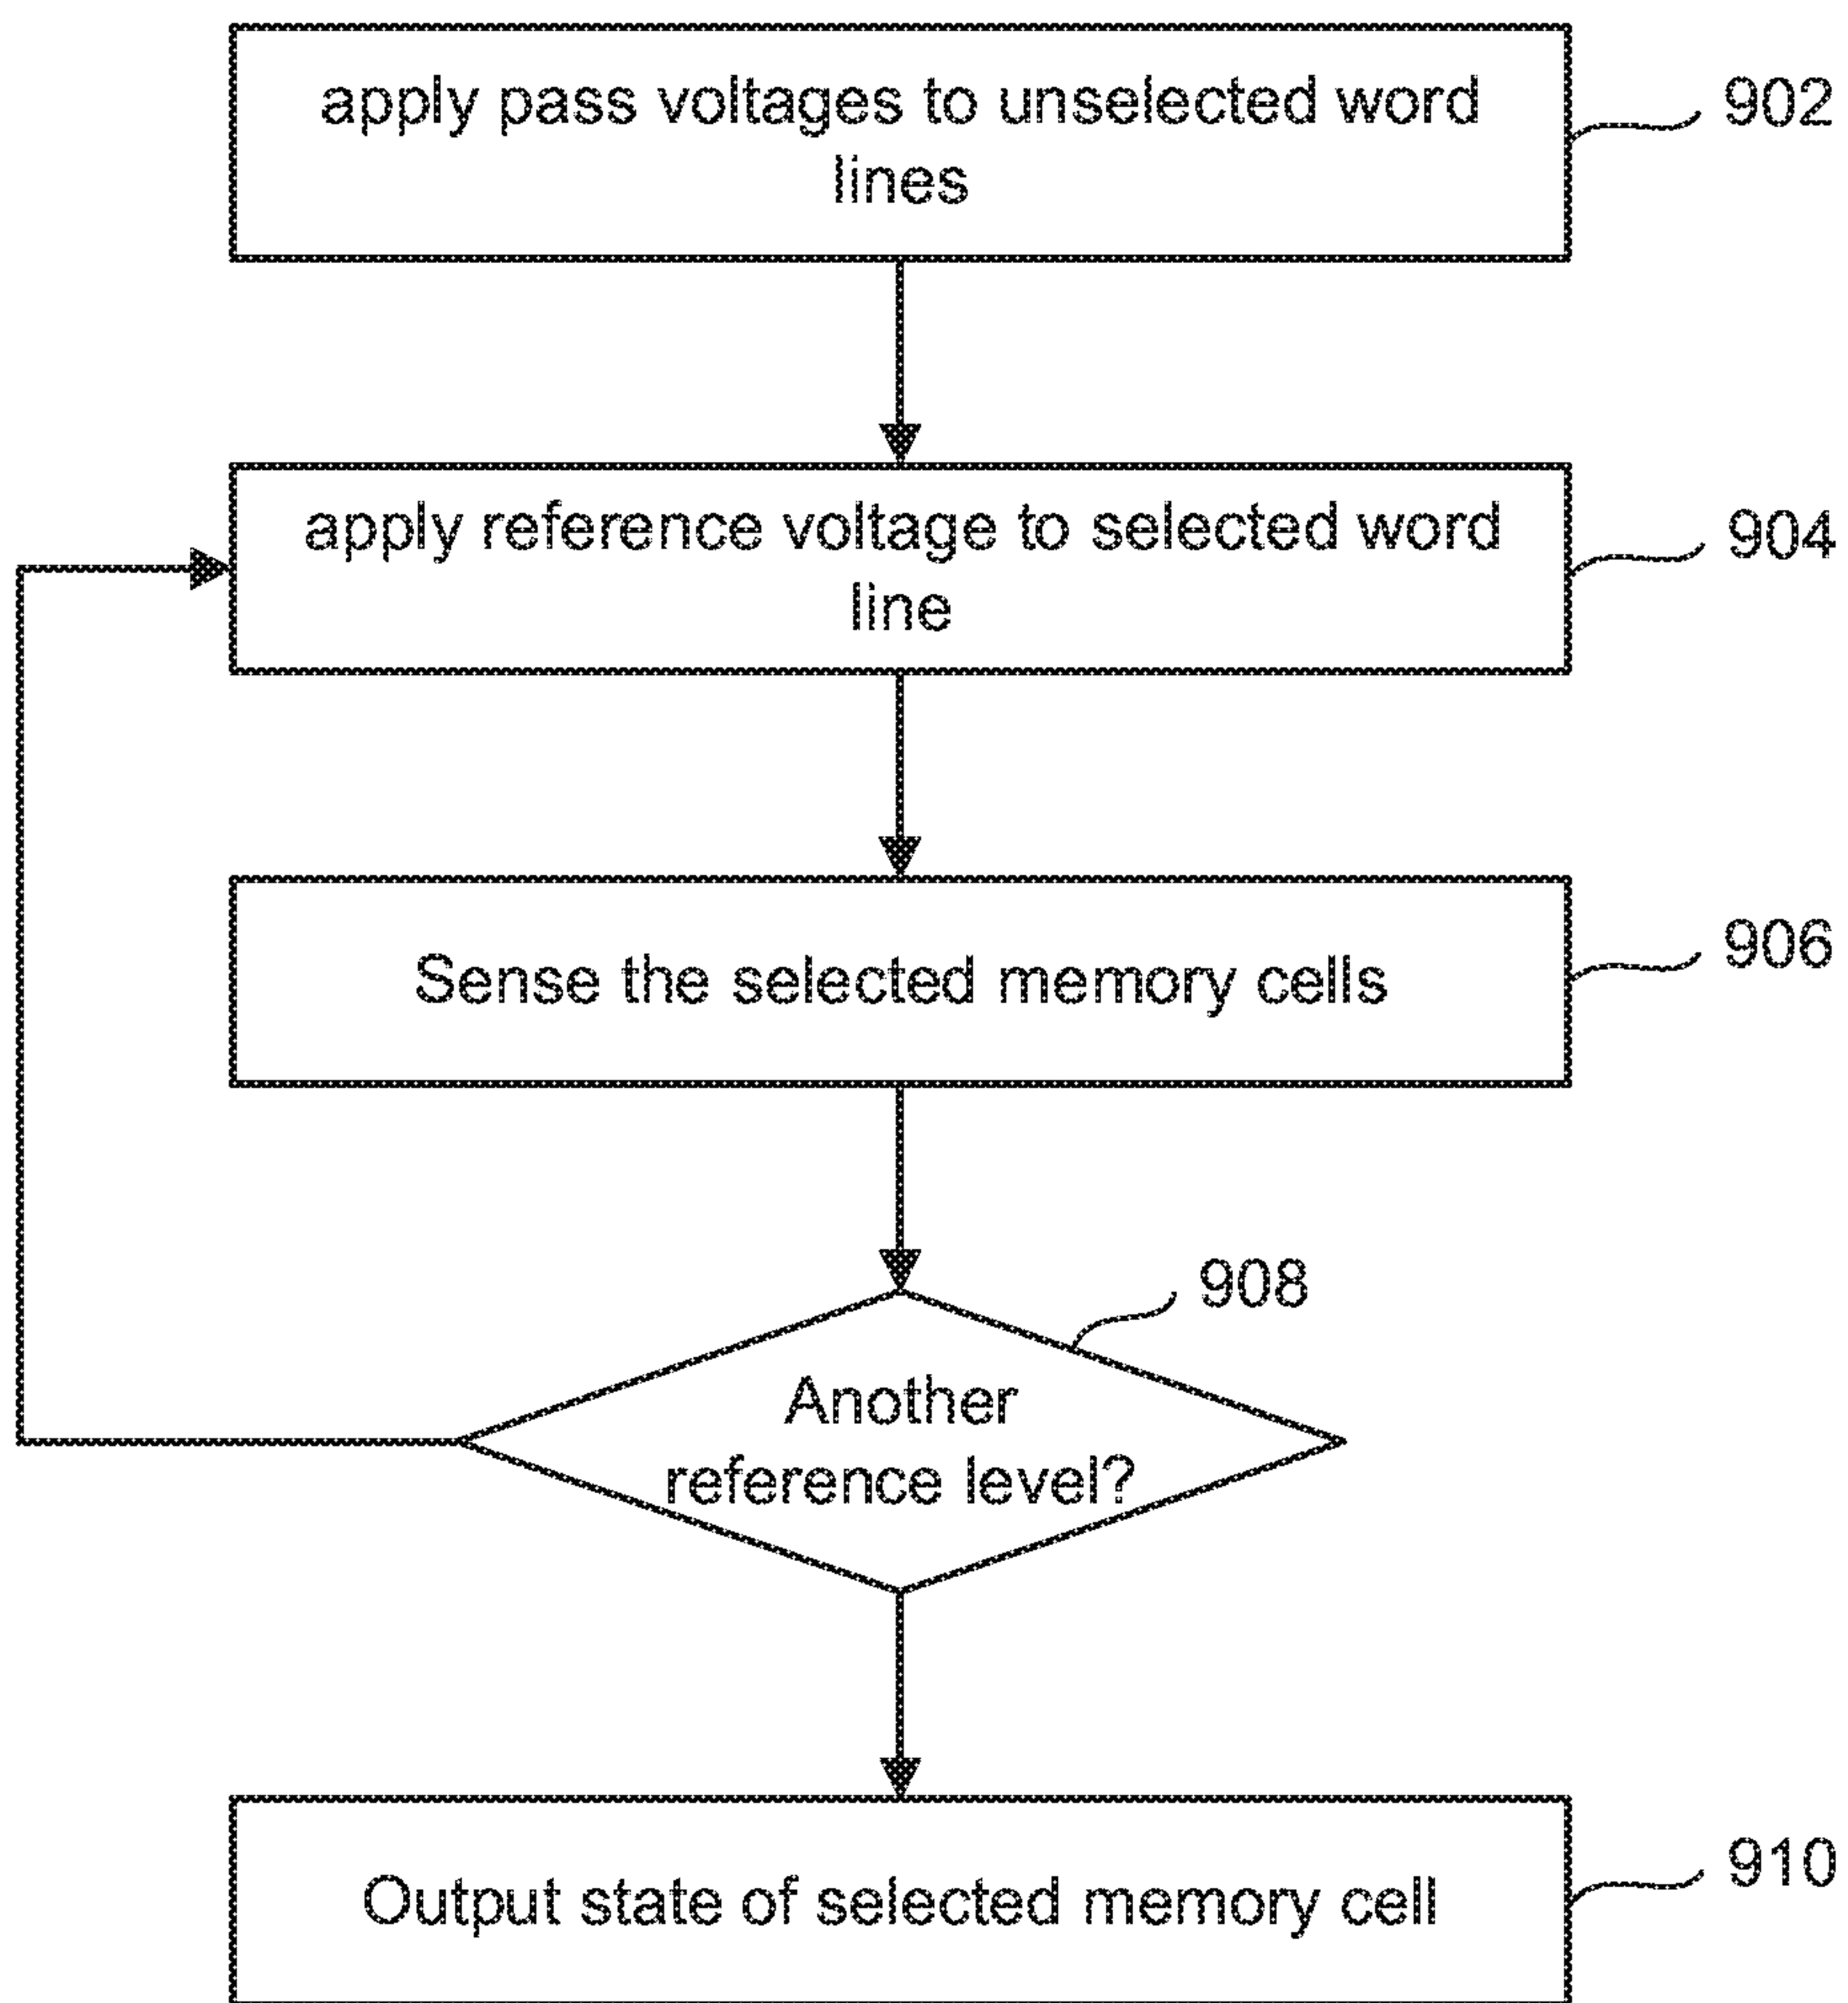 apply pass voltages to unselected word
lines
902
apply reference voltage to selected word
line
904
Sense the selected memory cells
906
908
Another
reference level?
Output state of selected memory cell
910